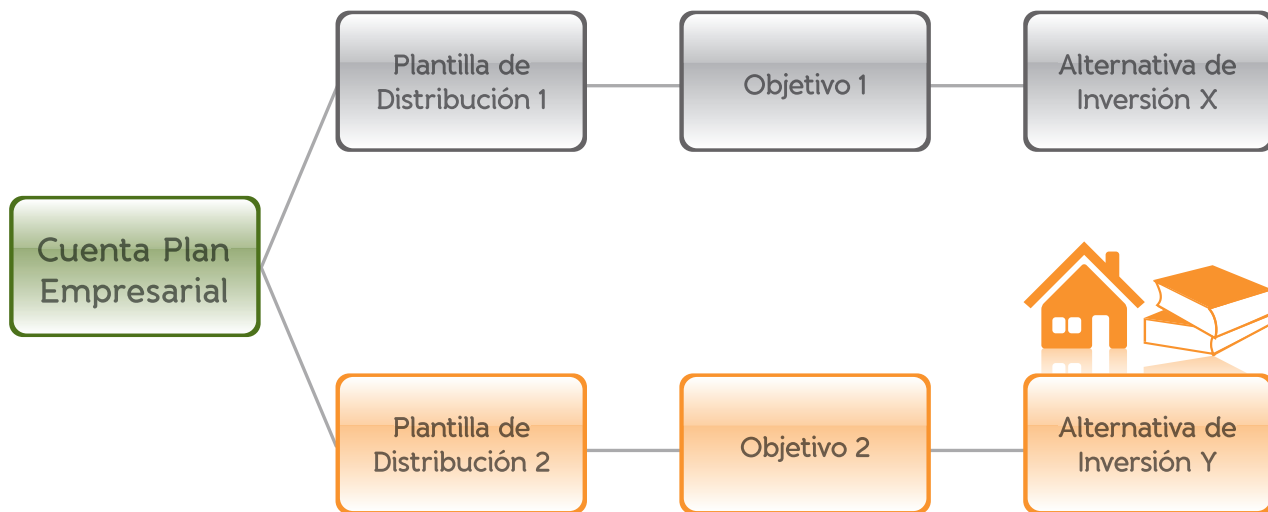 Plantilla de
Distribución 1
Objetivo 1
Alternativa de
Inversión X
Cuenta Plan
Empresarial
Plantilla de
Distribución 2
Objetivo 2
Alternativa de
Inversión Y